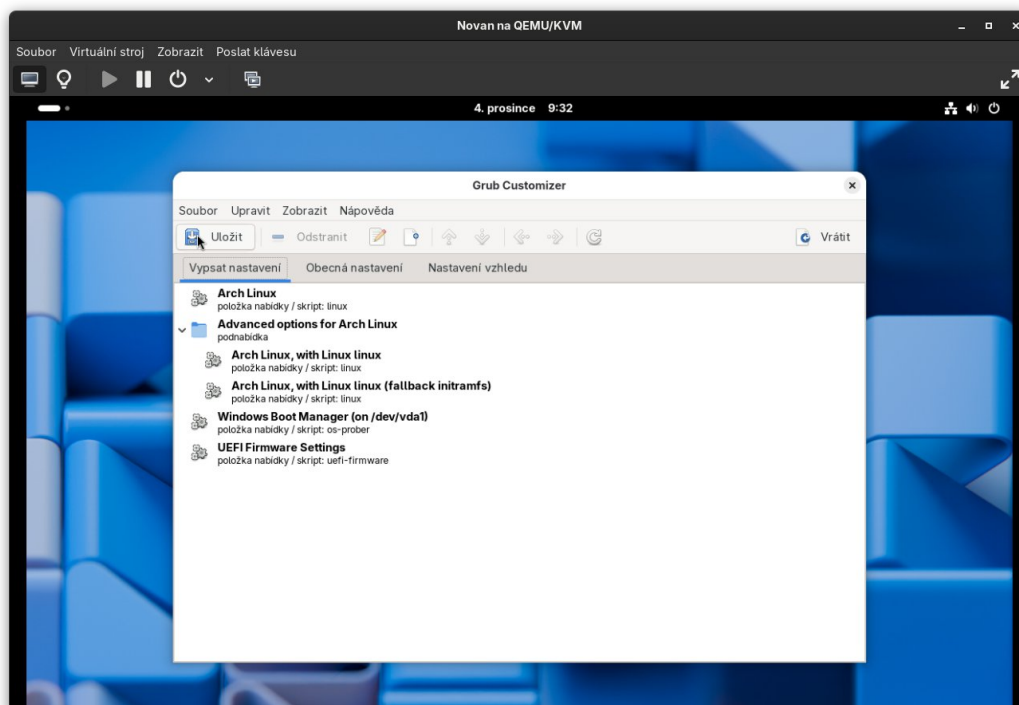 Novan na QEMU/KVM
Soubor Virtuální stroj Zobrazit Poslat klávesu
4. prosince 9:32
Grub Customizer
Soubor Upravit Zobrazit Nápověda
Uložit Odstranit Vrátit
Vypsat nastavení Obecná nastavení Nastavení vzhledu
Arch Linux
položka nabídky / skript: linux
Advanced options for Arch Linux
podnabídka
Arch Linux, with Linux linux
položka nabídky / skript: linux
Arch Linux, with Linux linux (fallback initramfs)
položka nabídky / skript: linux
Windows Boot Manager (on /dev/vda1)
položka nabídky / skript: os-prober
UEFI Firmware Settings
položka nabídky / skript: uefi-firmware